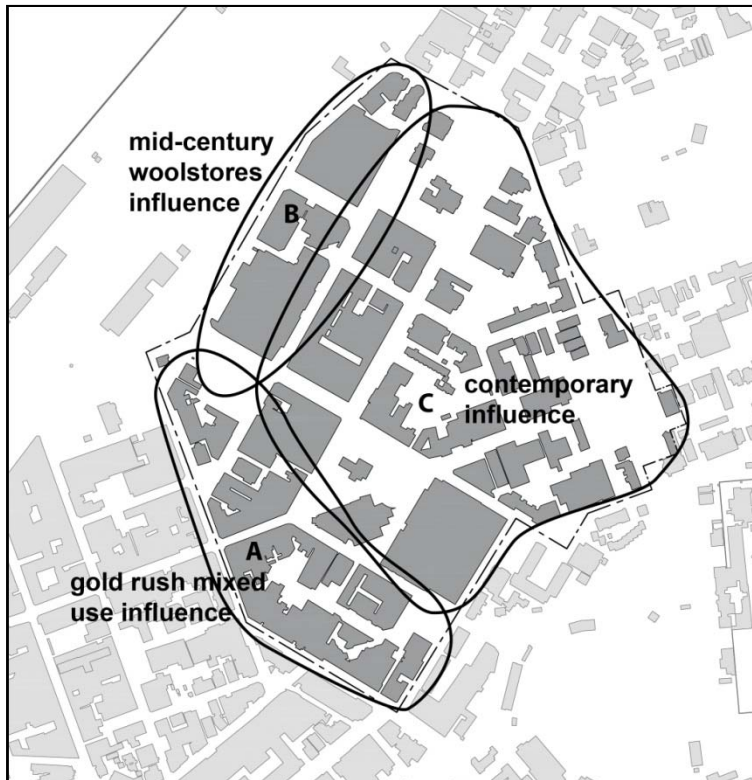 mid-century
woolstores
influence
B
C
contemporary
influence
A
gold rush mixed
use influence